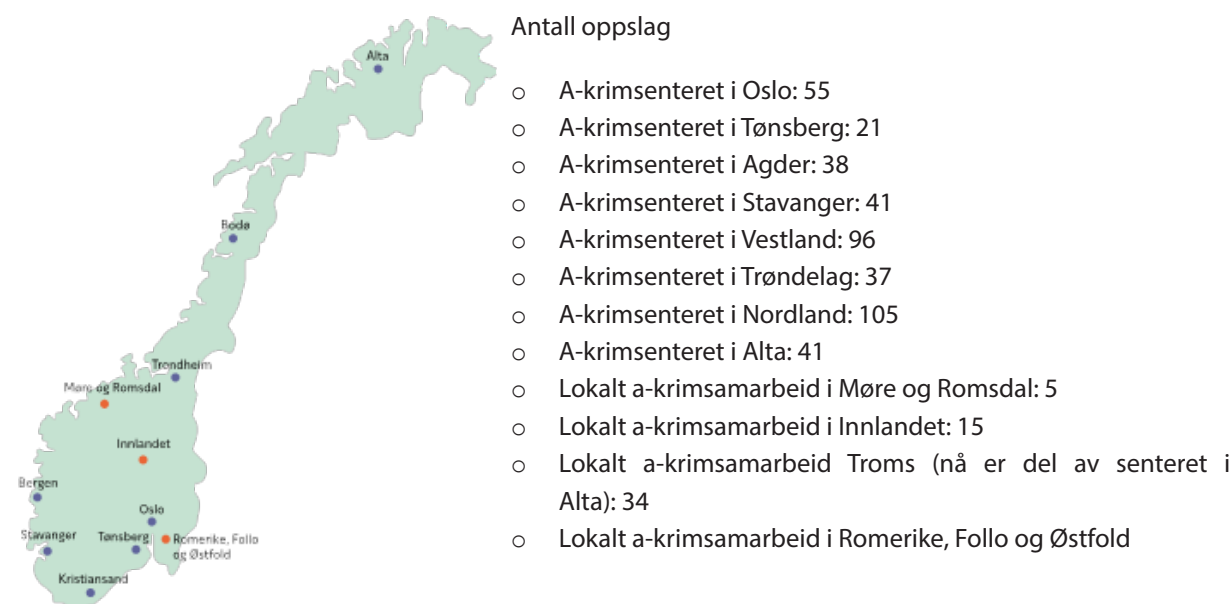 Antall oppslag
Alta
○ A-krimsenteret i Oslo: 55
○ A-krimsenteret i Tønsberg: 21
○ A-krimsenteret i Agder: 38
○ A-krimsenteret i Stavanger: 41
○ A-krimsenteret i Vestland: 96
○ A-krimsenteret i Trøndelag: 37
○ A-krimsenteret i Nordland: 105
○ A-krimsenteret i Alta: 41
○ Lokalt a-krimsamarbeid i Møre og Romsdal: 5
○ Lokalt a-krimsamarbeid i Innlandet: 15
○ Lokalt a-krimsamarbeid Troms (nå er del av senteret i
Alta): 34
○ Lokalt a-krimsamarbeid i Romerike, Follo og Østfold
Bodø
Trondheim
Møre og Romsdal
Innlandet
Bergen
Oslo
Stavanger
Tønsberg
Romerike, Follo
og Østfold
Kristiansand